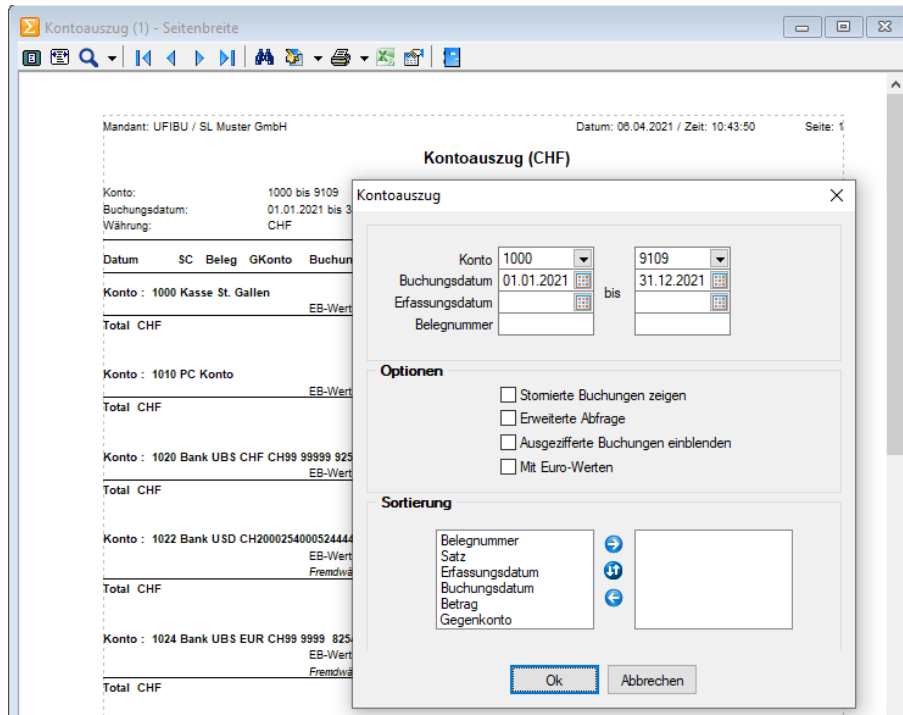 Kontoauszug (1) - Seitenbreite
Mandant: UFIBU / SL Muster GmbH Datum: 06.04.2021 / Zeit: 10:43:50 Seite: 1
Kontoauszug (CHF)
Konto: 1000 bis 9109
Buchungsdatum: 01.01.2021 bis
Währung: CHF
Datum SC Beleg GKonto
Konto : 1000 Kasse St. Gallen
EB-Wert
Total CHF
Konto : 1010 PC Konto
EB-Wert
Total CHF
Konto : 1020 Bank UBS CHF CH99 99999 925
EB-Wert
Total CHF
Konto : 1022 Bank USD CH2000254000524444
EB-Wert
Total CHF
Konto : 1024 Bank UBS EUR CH99 9999 825
EB-Wert
Total CHF
Kontoauszug
Konto 1000 9109
Buchungsdatum 01.01.2021 bis 31.12.2021
Erfassungsdatum
Belegnummer
Optionen
Stornierte Buchungen zeigen
Erweiterte Abfrage
Ausgezifferte Buchungen einblenden
Mit Euro-Werten
Sortierung
Belegnummer
Satz
Erfassungsdatum
Buchungsdatum
Betrag
Gegenkonto
Ok Abbrechen